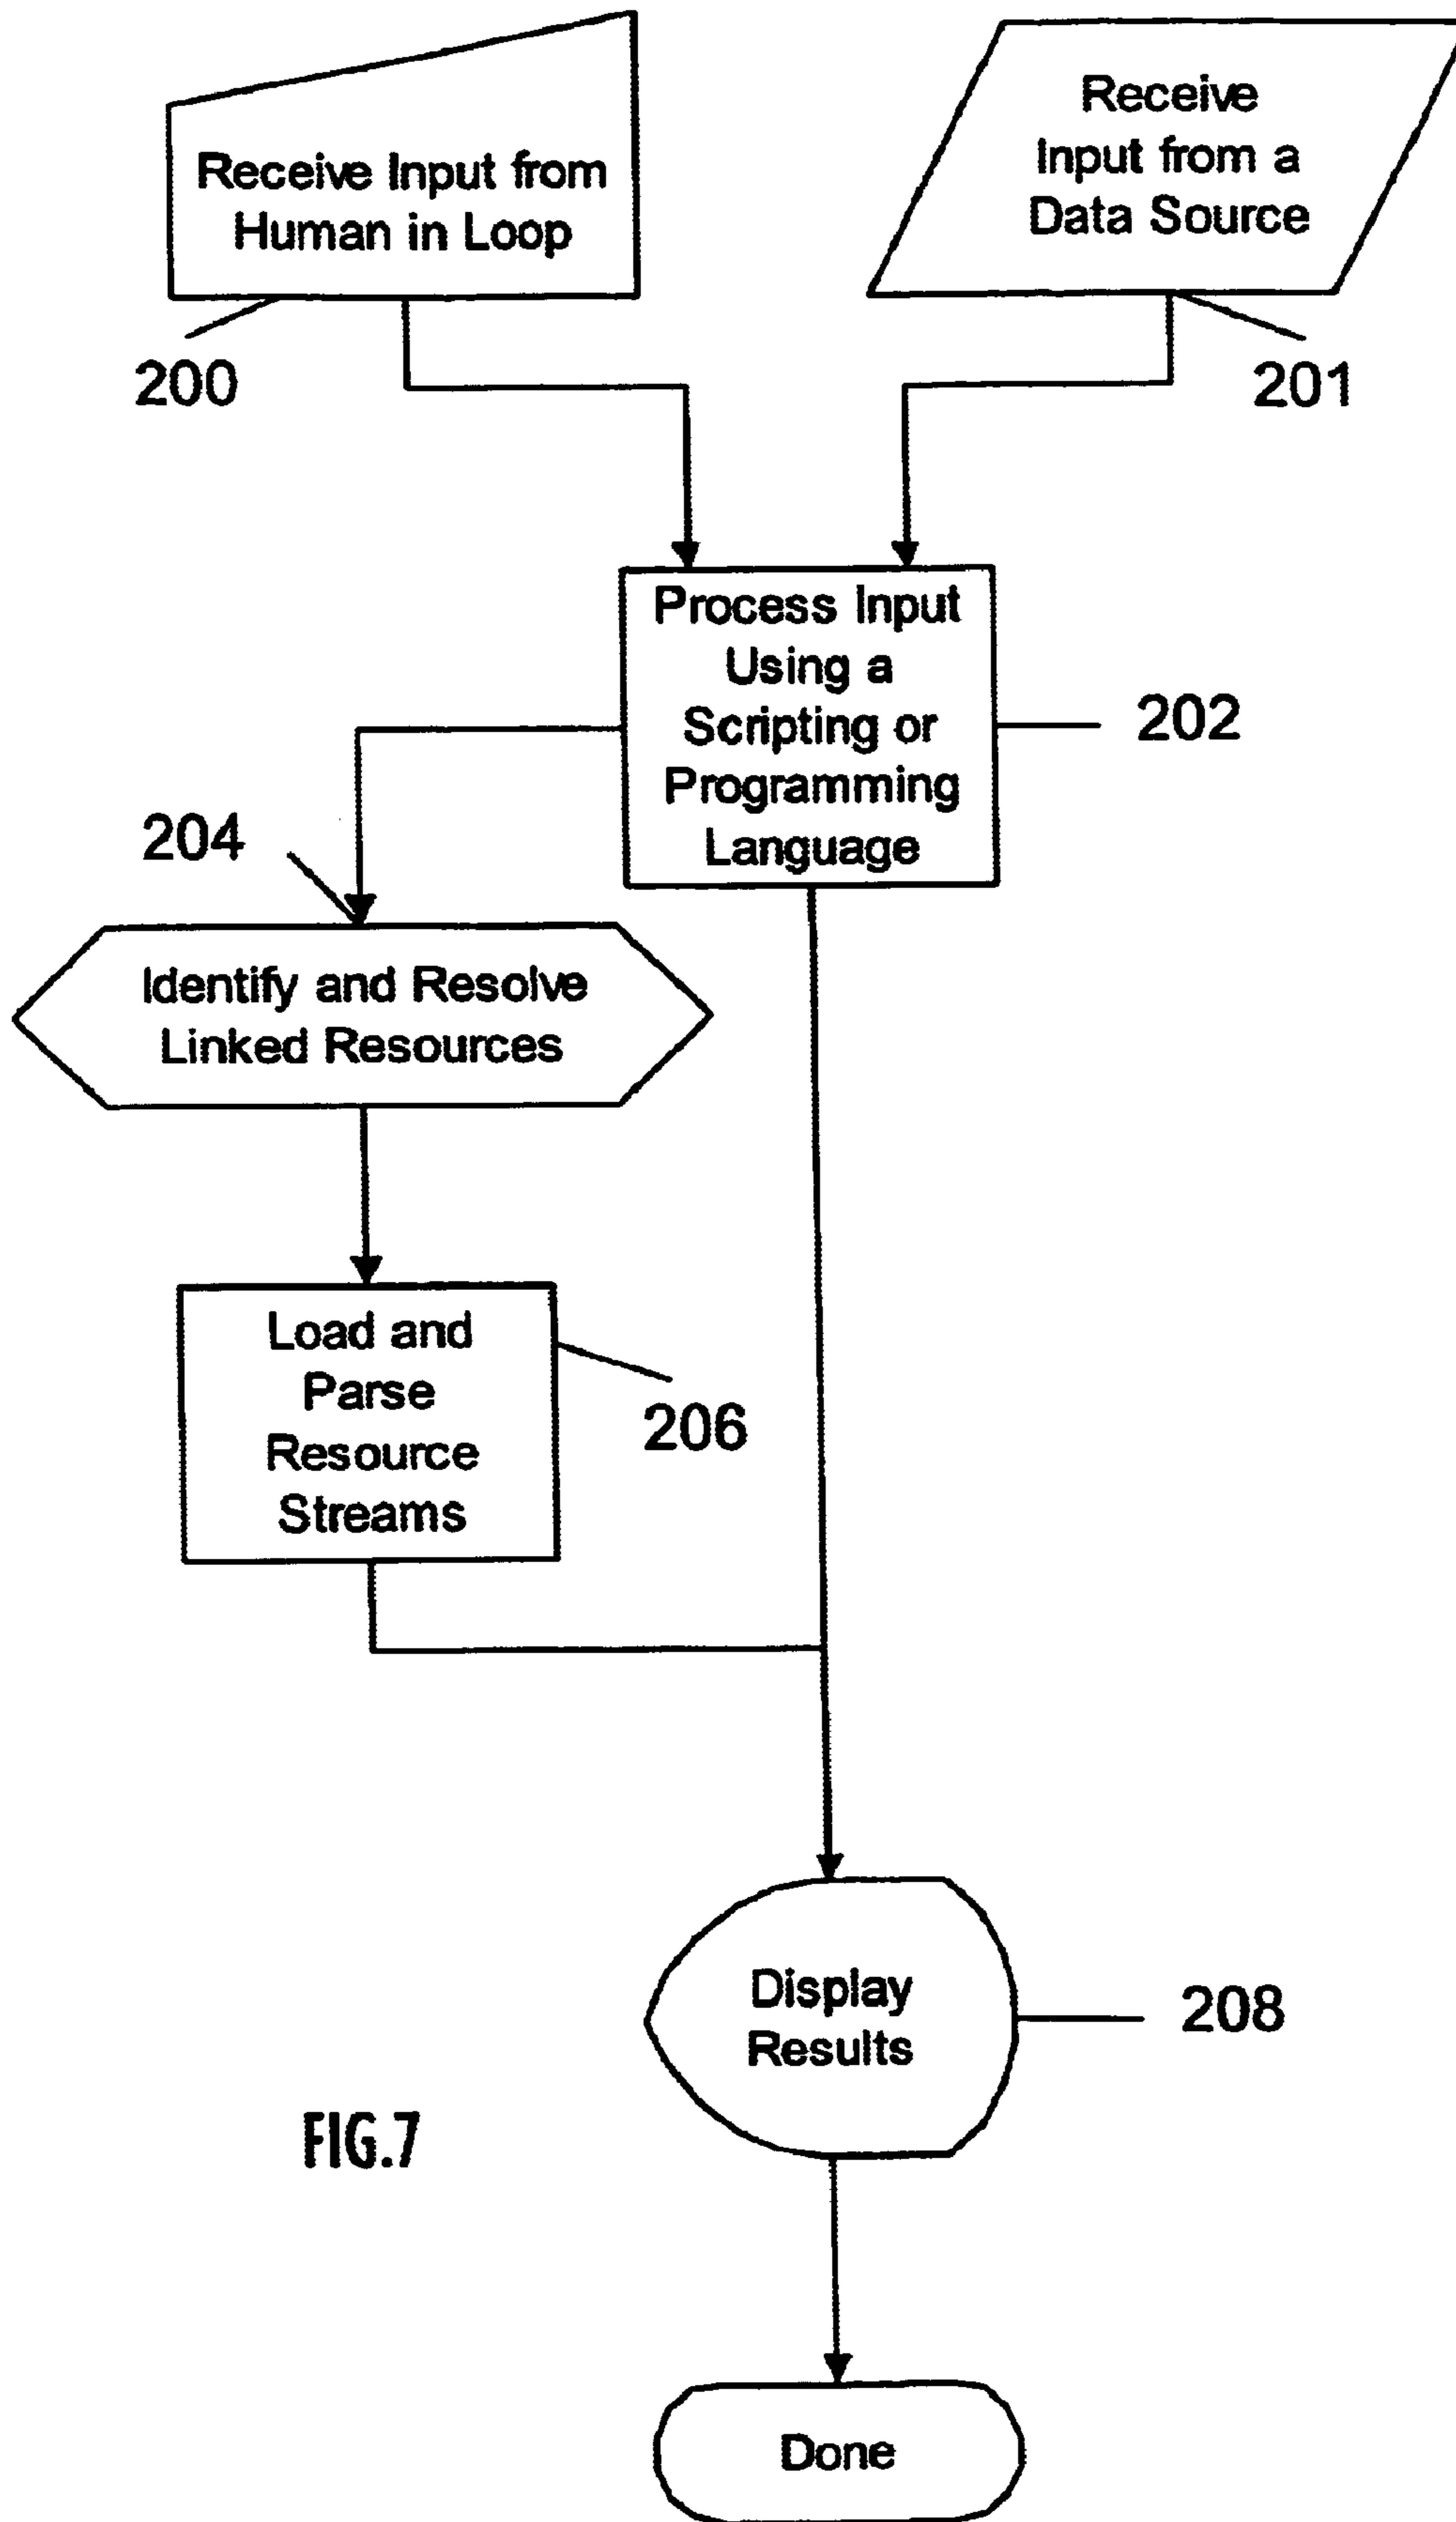 Receive Input from
Human in Loop
200
Receive
Input from a
Data Source
201
Process Input
Using a
Scripting or
Programming
Language
202
204
Identify and Resolve
Linked Resources
Load and
Parse
Resource
Streams
206
Display
Results
208
FIG.7
Done